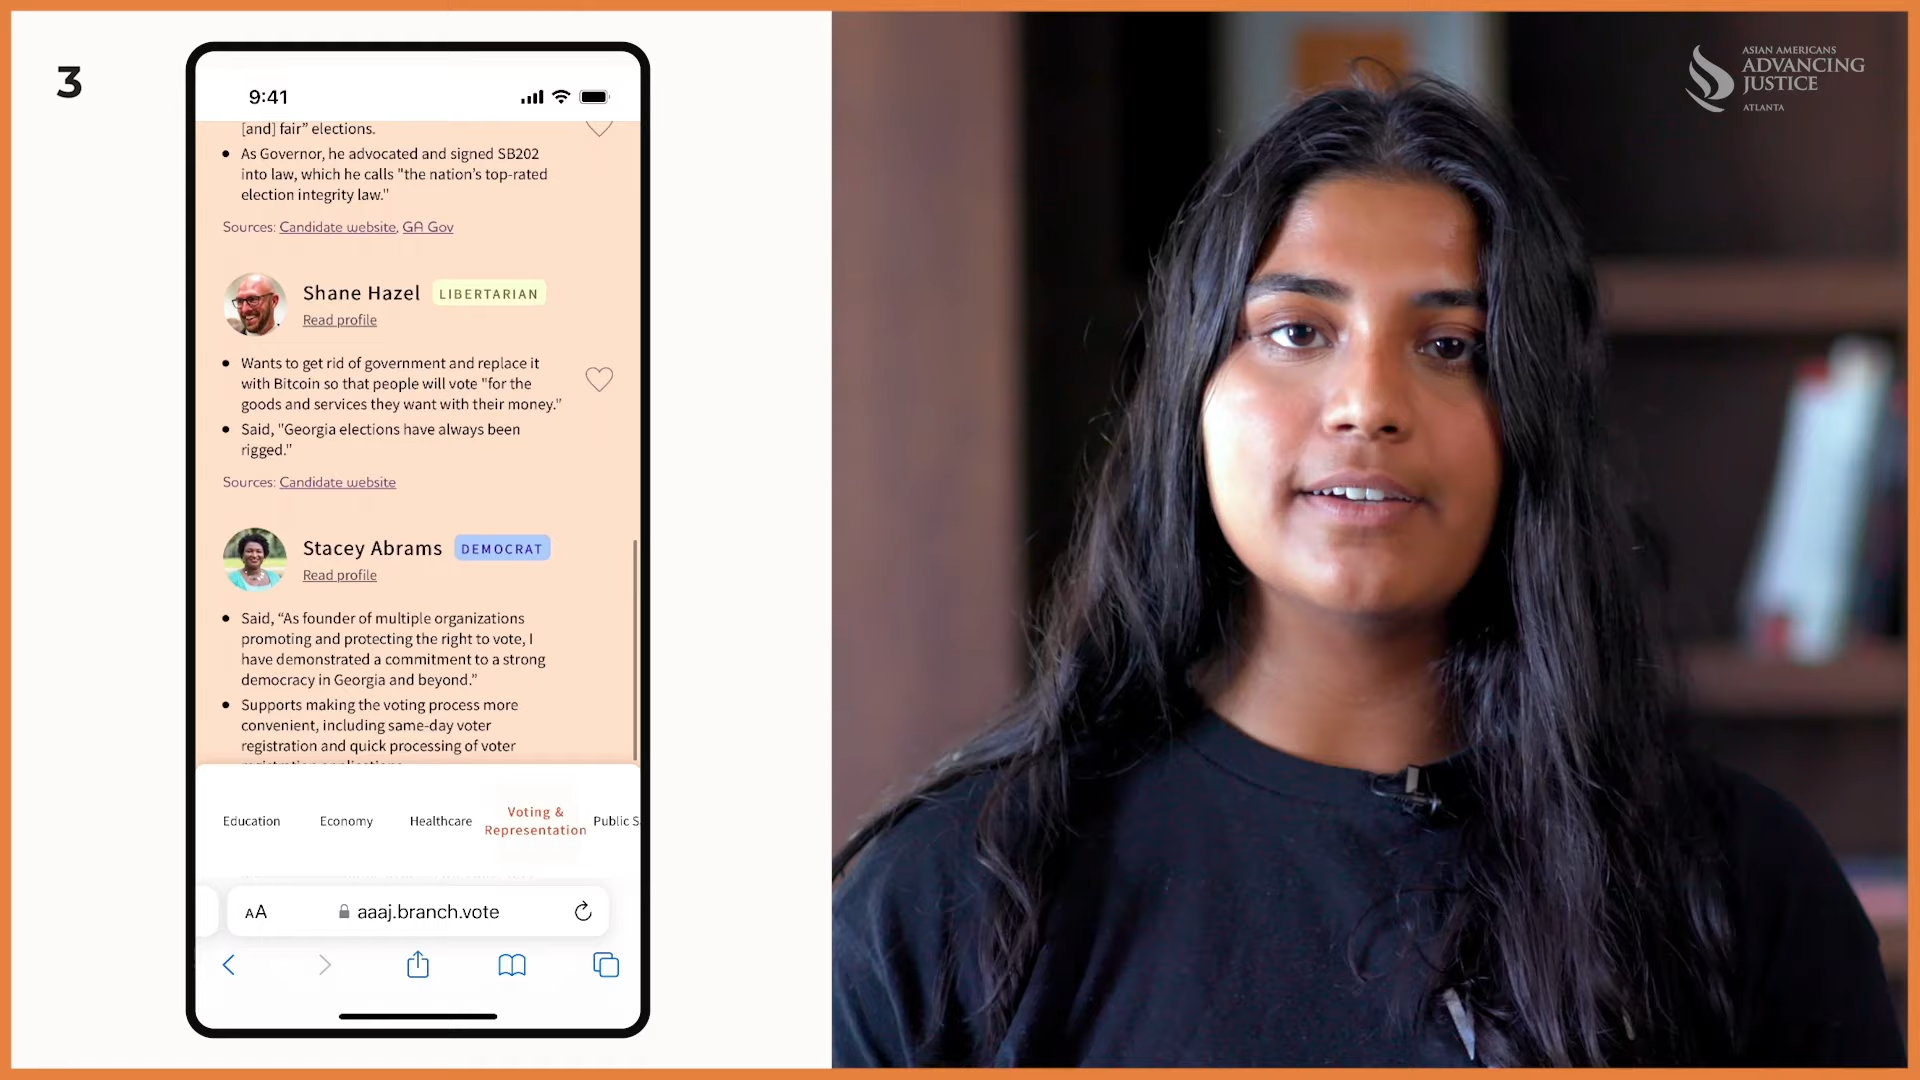 3
9:41
[and] fair” elections.
• As Governor, he advocated and signed SB202
into law, which he calls "the nation’s top-rated
election integrity law."
Sources: Candidate website, GA Gov
Shane Hazel LIBERTARIAN
Read profile
• Wants to get rid of government and replace it
with Bitcoin so that people will vote "for the
goods and services they want with their money."
• Said, "Georgia elections have always been
rigged."
Sources: Candidate website
Stacey Abrams DEMOCRAT
Read profile
• Said, “As founder of multiple organizations
promoting and protecting the right to vote, I
have demonstrated a commitment to a strong
democracy in Georgia and beyond.”
• Supports making the voting process more
convenient, including same-day voter
registration and quick processing of voter
Education Economy Healthcare Voting &
Representation Public S
AA aaaj.branch.vote
ASIAN AMERICANS
ADVANCING
JUSTICE
ATLANTA